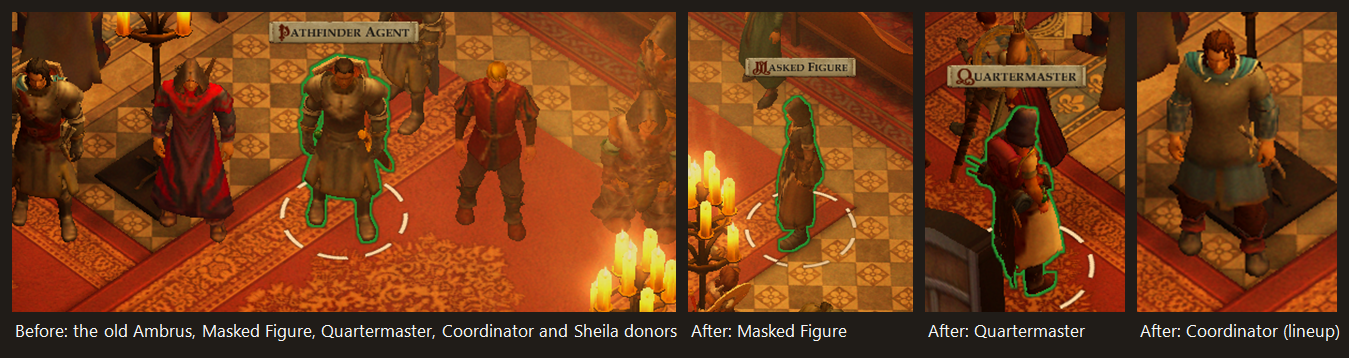 Pathfinder Agent
Masked Figure
Quartermaster
Before: the old Ambrus, Masked Figure, Quartermaster, Coordinator and Sheila donors
After: Masked Figure
After: Quartermaster
After: Coordinator (lineup)